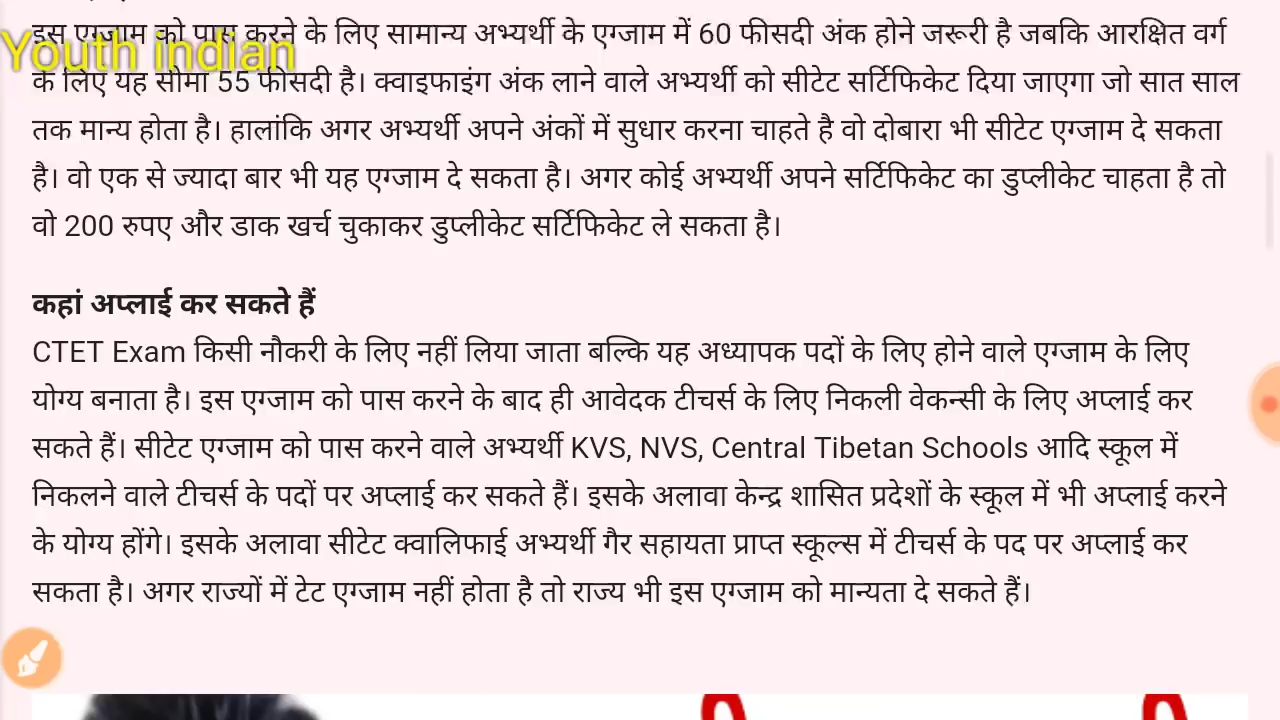 इस एग्जाम को पास करने के लिए सामान्य अभ्यर्थी के एग्जाम में 60 फीसदी अंक होने जरूरी है जबकि आरक्षित वर्ग
Youth indian
के लिए यह सीमा 55 फीसदी है। क्वाइफाइंग अंक लाने वाले अभ्यर्थी को सीटेट सर्टिफिकेट दिया जाएगा जो सात साल
तक मान्य होता है। हालांकि अगर अभ्यर्थी अपने अंकों में सुधार करना चाहते है वो दोबारा भी सीटेट एग्जाम दे सकता
है। वो एक से ज्यादा बार भी यह एग्जाम दे सकता है। अगर कोई अभ्यर्थी अपने सर्टिफिकेट का डुप्लीकेट चाहता है तो
वो 200 रुपए और डाक खर्च चुकाकर डुप्लीकेट सर्टिफिकेट ले सकता है।
कहां अप्लाई कर सकते हैं
CTET Exam किसी नौकरी के लिए नहीं लिया जाता बल्कि यह अध्यापक पदों के लिए होने वाले एग्जाम के लिए
योग्य बनाता है। इस एग्जाम को पास करने के बाद ही आवेदक टीचर्स के लिए निकली वेकन्सी के लिए अप्लाई कर
सकते हैं। सीटेट एग्जाम को पास करने वाले अभ्यर्थी KVS, NVS, Central Tibetan Schools आदि स्कूल में
निकलने वाले टीचर्स के पदों पर अप्लाई कर सकते हैं। इसके अलावा केन्द्र शासित प्रदेशों के स्कूल में भी अप्लाई करने
के योग्य होंगे। इसके अलावा सीटेट क्वालिफाई अभ्यर्थी गैर सहायता प्राप्त स्कूल्स में टीचर्स के पद पर अप्लाई कर
सकता है। अगर राज्यों में टेट एग्जाम नहीं होता है तो राज्य भी इस एग्जाम को मान्यता दे सकते हैं।